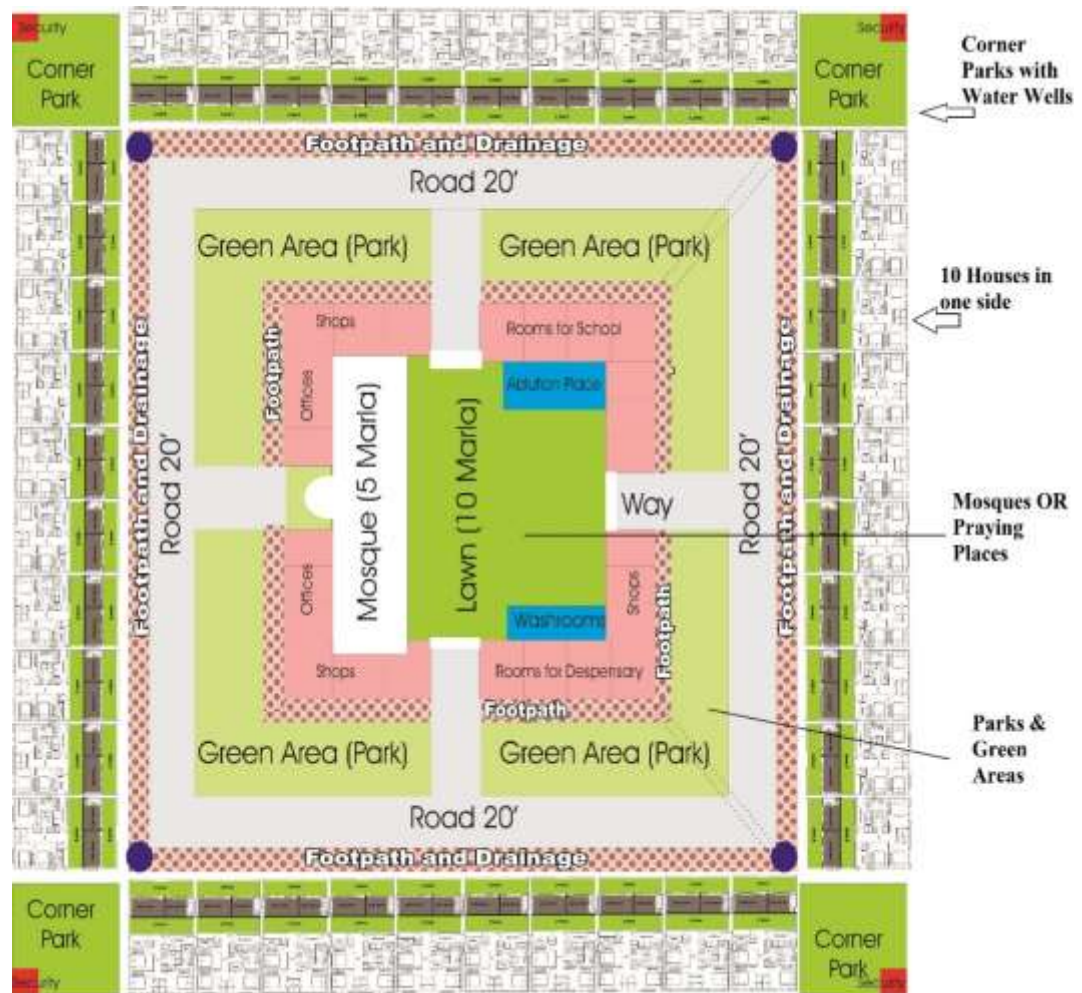 Security
Corner
Park
Security
Corner
Park
Corner
Parks with
Water Wells
Footpath and Drainage
Road 20'
Green Area (Park)
Green Area (Park)
10 Houses in
one side
Shops
Rooms for School
Footpath
Offices
Ablution Place
Footpath and Drainage
Road 20'
Mosque (5 Marla)
Lawn (10 Marla)
Way
Road 20'
Footpath and Drainage
Mosques OR
Praying
Places
Offices
Shops
Footpath
Washrooms
Shops
Rooms for Despensary
Footpath
Green Area (Park)
Green Area (Park)
Parks &
Green
Areas
Road 20'
Footpath and Drainage
Corner
Park
Security
Corner
Park
Security